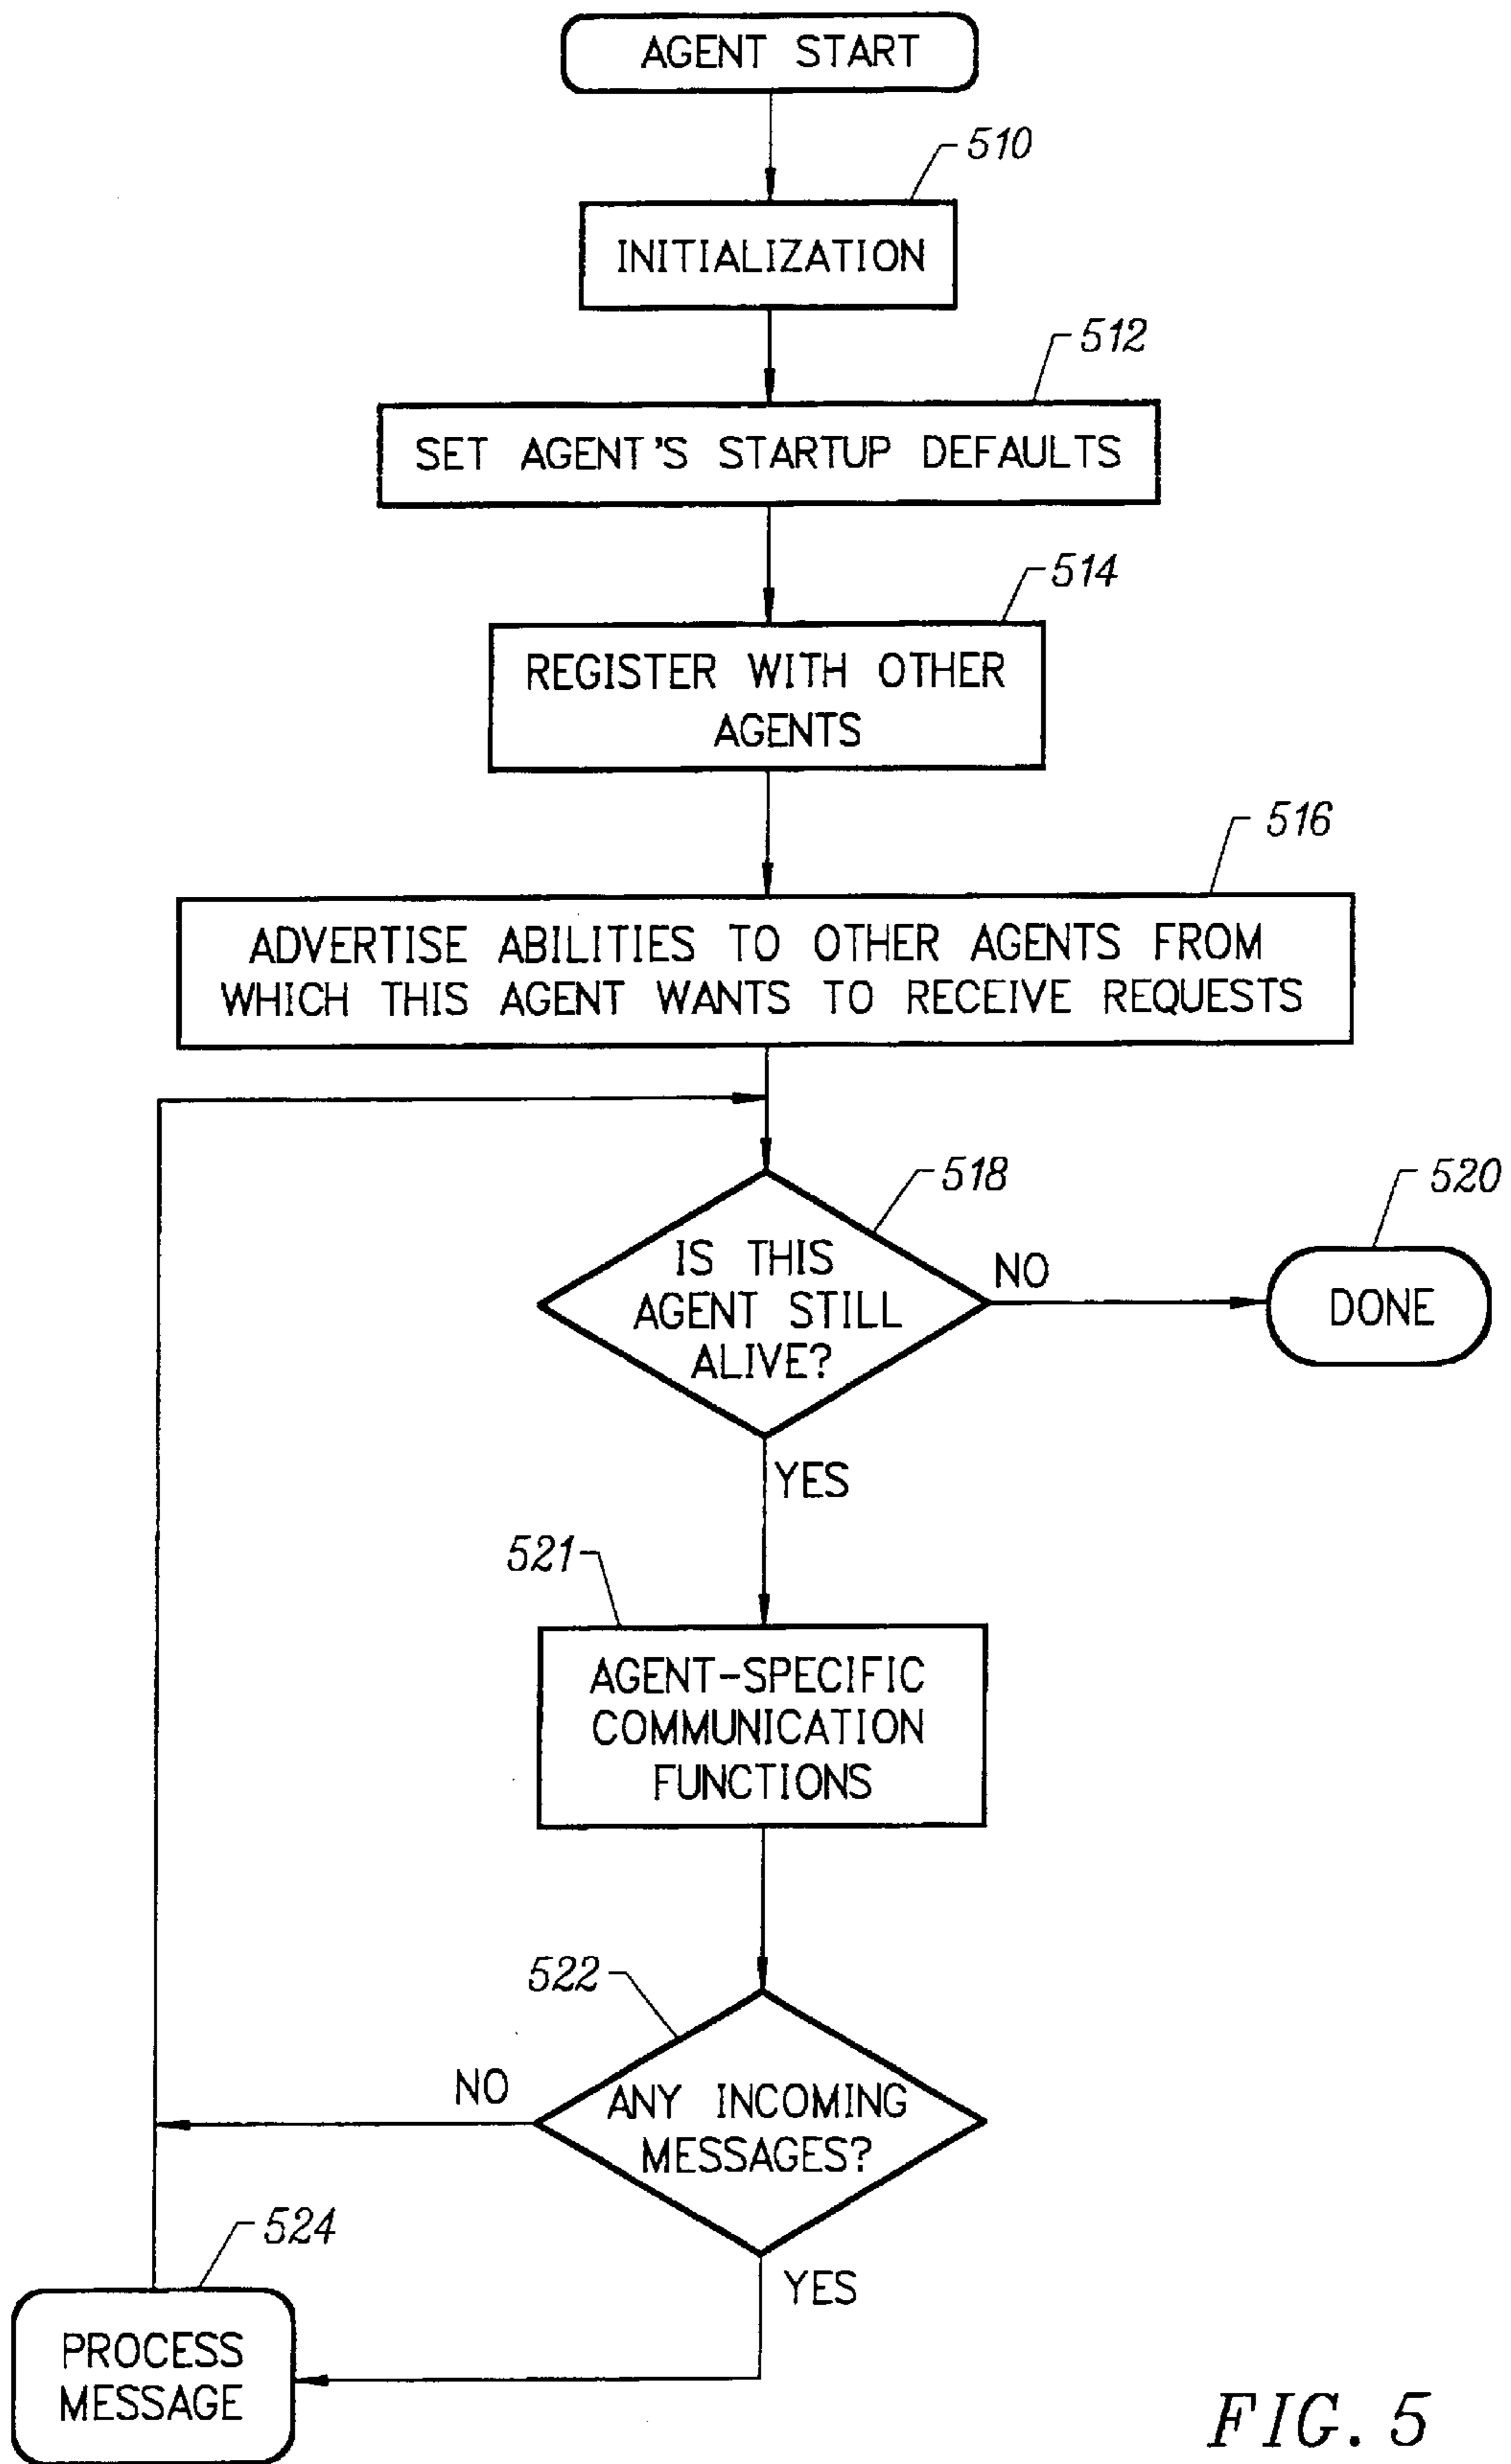 AGENT START
510
INITIALIZATION
512
SET AGENT'S STARTUP DEFAULTS
514
REGISTER WITH OTHER
AGENTS
516
ADVERTISE ABILITIES TO OTHER AGENTS FROM
WHICH THIS AGENT WANTS TO RECEIVE REQUESTS
518
520
IS THIS
AGENT STILL
ALIVE?
NO
DONE
YES
521
AGENT-SPECIFIC
COMMUNICATION
FUNCTIONS
522
NO
ANY INCOMING
MESSAGES?
524
YES
PROCESS
MESSAGE
FIG. 5